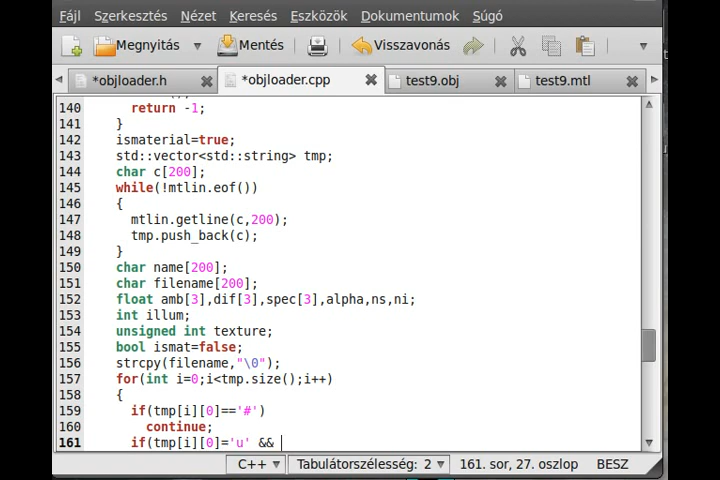 Fájl Szerkesztés Nézet Keresés Eszközök Dokumentumok Súgó
Megnyitás Mentés Visszavonás
*objloader.h *objloader.cpp test9.obj test9.mtl
140 return -1;
141 }
142 ismaterial=true;
143 std::vector<std::string> tmp;
144 char c[200];
145 while(!mtlin.eof())
146 {
147 mtlin.getline(c,200);
148 tmp.push_back(c);
149 }
150 char name[200];
151 char filename[200];
152 float amb[3],dif[3],spec[3],alpha,ns,ni;
153 int illum;
154 unsigned int texture;
155 bool ismat=false;
156 strcpy(filename,"\0");
157 for(int i=0;i<tmp.size();i++)
158 {
159 if(tmp[i][0]=='#')
160 continue;
161 if(tmp[i][0]='u' &&
C++ Tabulátorszélesség: 2 161. sor, 27. oszlop BESZ